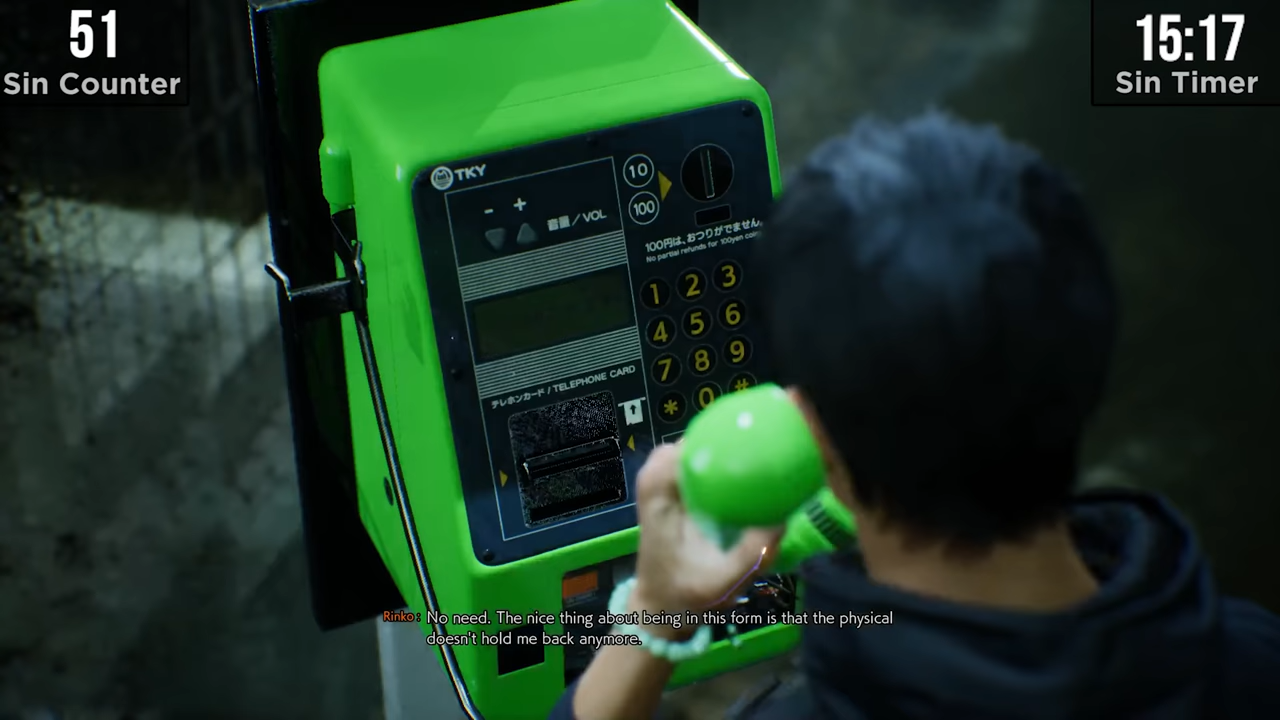 51
Sin Counter
15:17
Sin Timer
TKY
- +
音量/VOL
10
100
100円は、おつりがでません。
No partial refunds for 100yen coin
1 2 3
4 5 6
7 8 9
* 0 #
テレホンカード / TELEPHONE CARD
Rinko : No need. The nice thing about being in this form is that the physical
doesn't hold me back anymore.